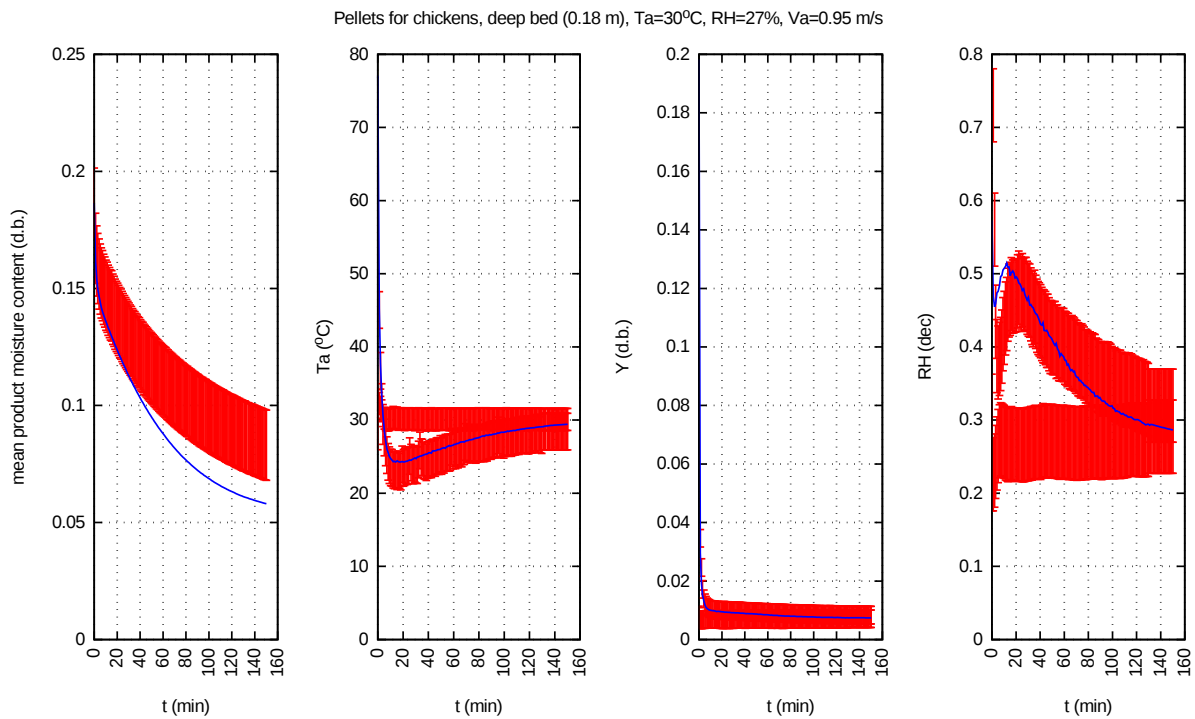 Pellets for chickens, deep bed (0.18 m), Ta=30°C, RH=27%, Va=0.95 m/s
mean product moisture content (d.b.)
0.25
0.2
0.15
0.1
0.05
0
0 20 40 60 80 100 120 140 160
t (min)
Ta (°C)
80
70
60
50
40
30
20
10
0
0 20 40 60 80 100 120 140 160
t (min)
Y (d.b.)
0.2
0.18
0.16
0.14
0.12
0.1
0.08
0.06
0.04
0.02
0
0 20 40 60 80 100 120 140 160
t (min)
RH (dec)
0.8
0.7
0.6
0.5
0.4
0.3
0.2
0.1
0
0 20 40 60 80 100 120 140 160
t (min)